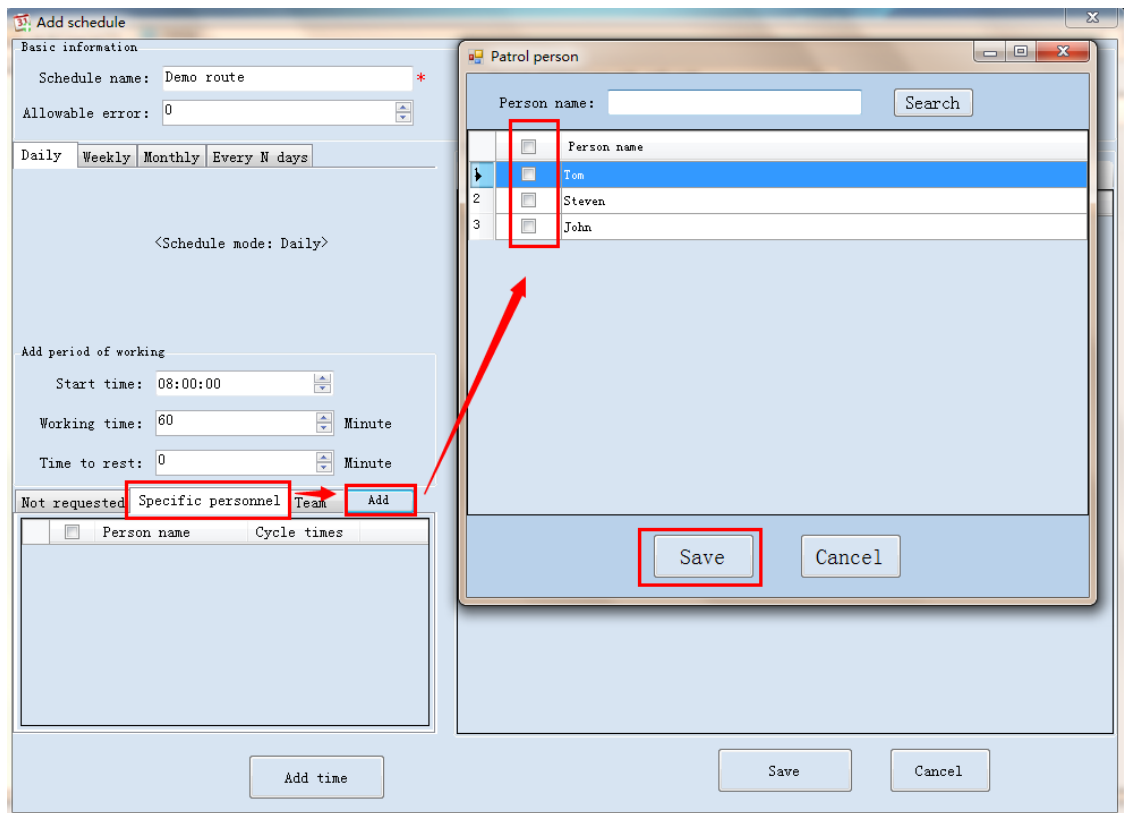 Add schedule
Basic information
Schedule name: Demo route *
Allowable error: 0
Daily Weekly Monthly Every N days
<Schedule mode: Daily>
Add period of working
Start time: 08:00:00
Working time: 60 Minute
Time to rest: 0 Minute
Not requested Specific personnel Team Add
Person name Cycle times
Add time
Patrol person
Person name: Search
Person name
1 Tom
2 Steven
3 John
Save Cancel
Save Cancel